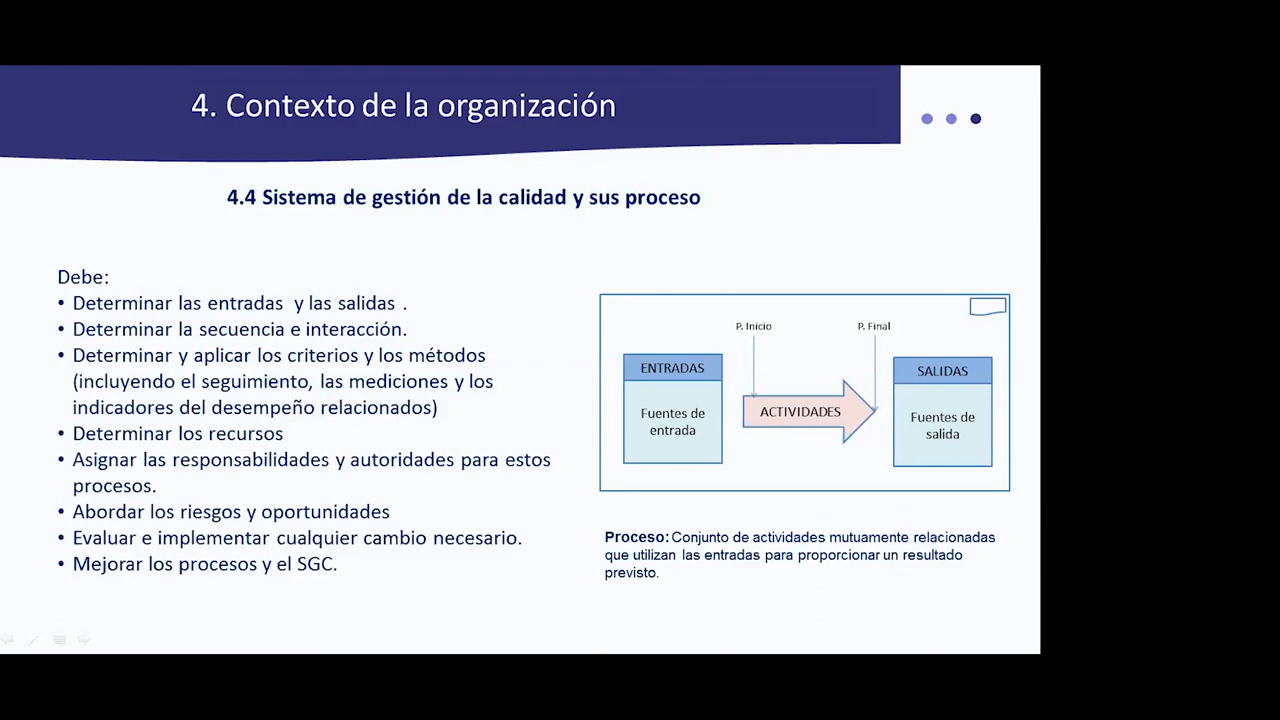 4. Contexto de la organización
4.4 Sistema de gestión de la calidad y sus proceso
Debe:
• Determinar las entradas y las salidas .
• Determinar la secuencia e interacción.
• Determinar y aplicar los criterios y los métodos
(incluyendo el seguimiento, las mediciones y los
indicadores del desempeño relacionados)
• Determinar los recursos
• Asignar las responsabilidades y autoridades para estos
procesos.
• Abordar los riesgos y oportunidades
• Evaluar e implementar cualquier cambio necesario.
• Mejorar los procesos y el SGC.
P. Inicio
P. Final
ENTRADAS
Fuentes de
entrada
ACTIVIDADES
SALIDAS
Fuentes de
salida
Proceso: Conjunto de actividades mutuamente relacionadas
que utilizan las entradas para proporcionar un resultado
previsto.